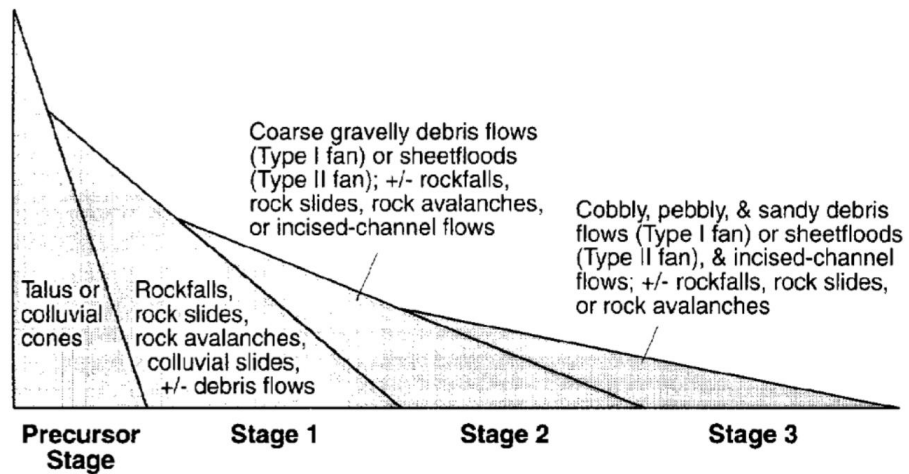 Coarse gravelly debris flows
(Type I fan) or sheetfloods
(Type II fan); +/- rockfalls,
rock slides, rock avalanches,
or incised-channel flows
Cobbly, pebbly, & sandy debris
flows (Type I fan) or sheetfloods
(Type II fan), & incised-channel
flows; +/- rockfalls, rock slides,
or rock avalanches
Talus or
colluvial
cones
Rockfalls,
rock slides,
rock avalanches,
colluvial slides,
+/- debris flows
Precursor
Stage
Stage 1
Stage 2
Stage 3